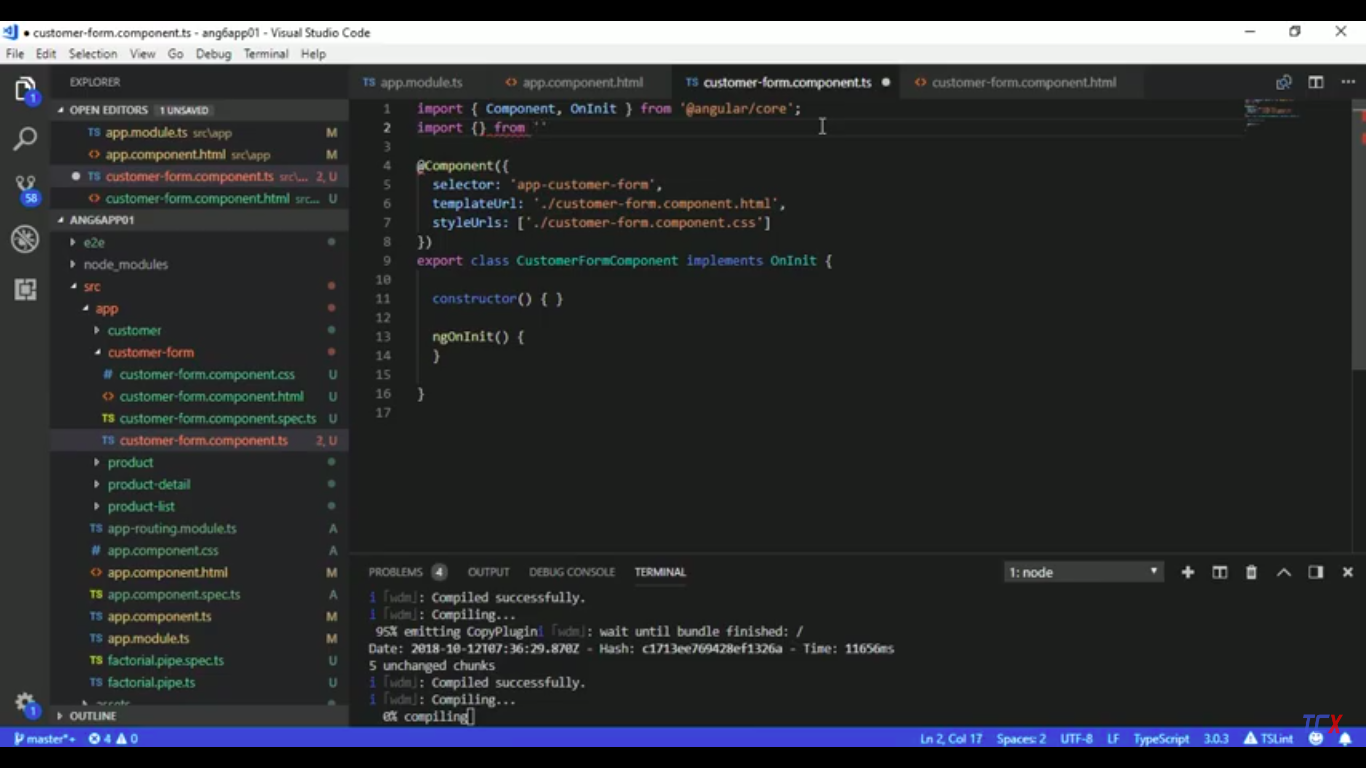 ● customer-form.component.ts - ang6app01 - Visual Studio Code
File Edit Selection View Go Debug Terminal Help
EXPLORER
OPEN EDITORS 1 UNSAVED
TS app.module.ts src\app M
<> app.component.html src\app M
● TS customer-form.component.ts src\... 2, U
<> customer-form.component.html src... U
ANG6APP01
e2e
node_modules
src
app
customer
customer-form
# customer-form.component.css U
<> customer-form.component.html U
TS customer-form.component.spec.ts U
TS customer-form.component.ts 2, U
product
product-detail
product-list
TS app-routing.module.ts A
# app.component.css A
<> app.component.html M
TS app.component.spec.ts A
TS app.component.ts M
TS app.module.ts M
TS factorial.pipe.spec.ts U
TS factorial.pipe.ts U
assets
OUTLINE
1
58
1
TS app.module.ts <> app.component.html TS customer-form.component.ts ● <> customer-form.component.html
1 import { Component, OnInit } from '@angular/core';
2 import {} from ''
3
4 @Component({
5 selector: 'app-customer-form',
6 templateUrl: './customer-form.component.html',
7 styleUrls: ['./customer-form.component.css']
8 })
9 export class CustomerFormComponent implements OnInit {
10
11 constructor() { }
12
13 ngOnInit() {
14 }
15
16 }
17
PROBLEMS 4 OUTPUT DEBUG CONSOLE TERMINAL 1: node
i ｢wdm｣: Compiled successfully.
i ｢wdm｣: Compiling...
95% emitting CopyPlugini ｢wdm｣: wait until bundle finished: /
Date: 2018-10-12T07:36:29.870Z - Hash: c1713ee769428ef1326a - Time: 11656ms
5 unchanged chunks
i ｢wdm｣: Compiled successfully.
i ｢wdm｣: Compiling...
0% compiling
TCX
master*+ 4 0 Ln 2, Col 17 Spaces: 2 UTF-8 LF TypeScript 3.0.3 TSLint